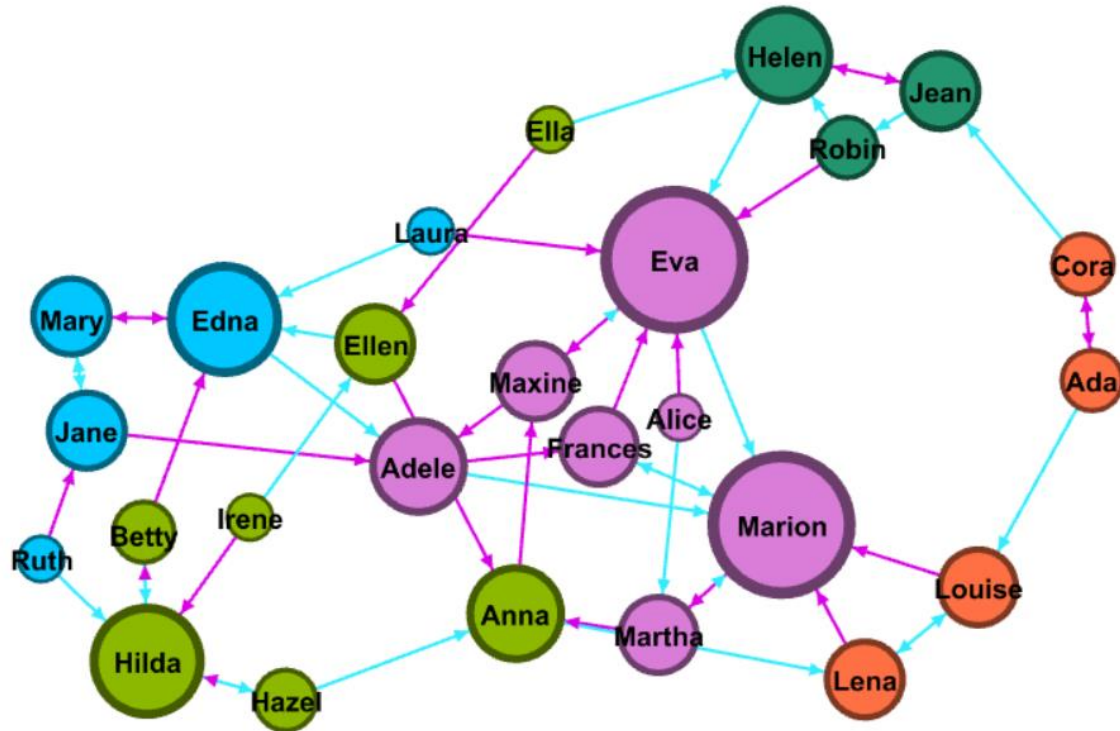 Helen
Jean
Ella
Robin
Laura
Eva
Cora
Mary
Edna
Ellen
Maxine
Ada
Alice
Jane
Frances
Adele
Irene
Betty
Marion
Ruth
Louise
Anna
Martha
Hilda
Lena
Hazel